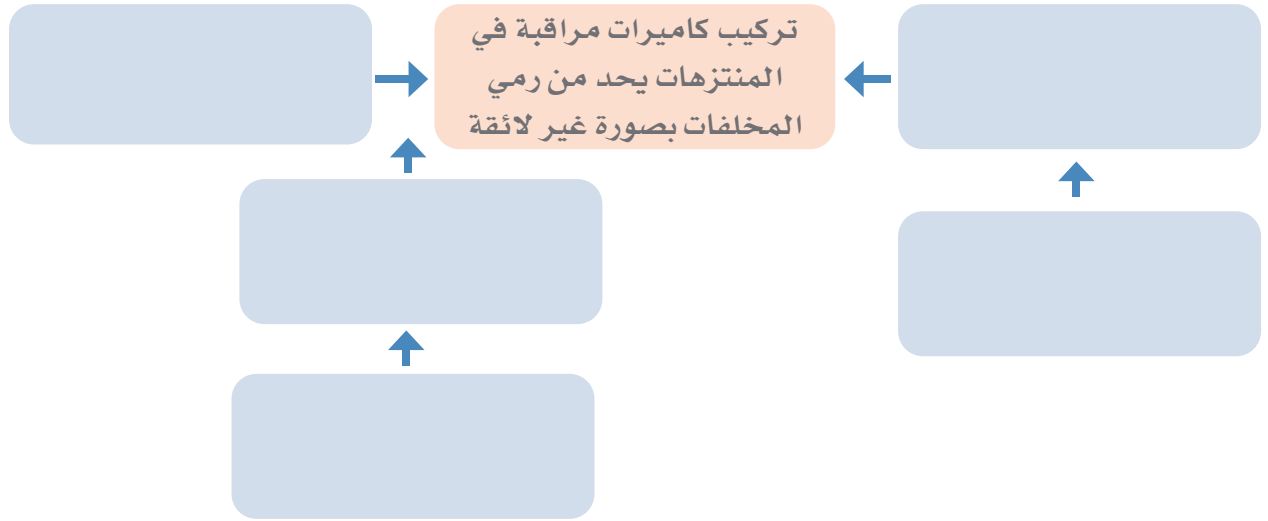 تركيب كاميرات مراقبة في
المنتزهات يحد من رمي
المخلفات بصورة غير لائقة